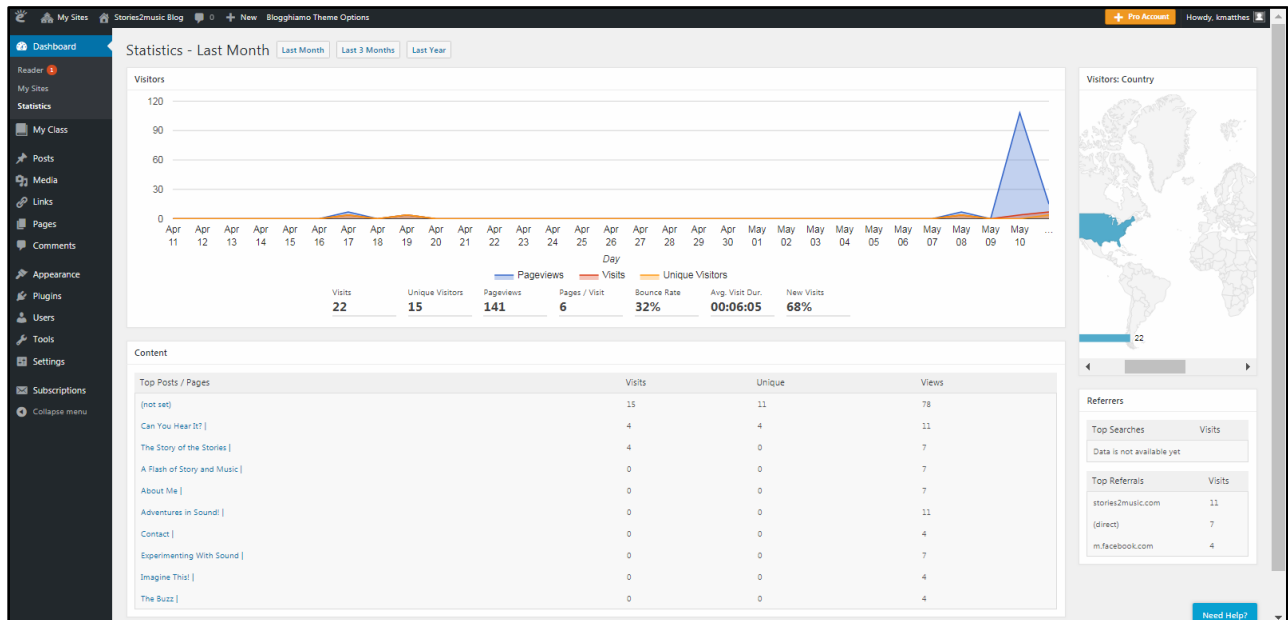 My Sites Stories2music Blog 0 New Blogghiamo Theme Options Pro Account Howdy, kmatthes
Dashboard
Reader 1
My Sites
Statistics
My Class
Posts
Media
Links
Pages
Comments
Appearance
Plugins
Users
Tools
Settings
Subscriptions
Collapse menu
Statistics - Last Month Last Month Last 3 Months Last Year
Visitors
120
90
60
30
0
Apr Apr Apr Apr Apr Apr Apr Apr Apr Apr Apr Apr Apr Apr Apr Apr Apr Apr Apr Apr May May May May May May May May May May ...
11 12 13 14 15 16 17 18 19 20 21 22 23 24 25 26 27 28 29 30 01 02 03 04 05 06 07 08 09 10
Day
Pageviews Visits Unique Visitors
Visits Unique Visitors Pageviews Pages / Visit Bounce Rate Avg. Visit Dur. New Visits
22 15 141 6 32% 00:06:05 68%
Content
Top Posts / Pages Visits Unique Views
(not set) 15 11 78
Can You Hear It? | 4 4 11
The Story of the Stories | 4 0 7
A Flash of Story and Music | 0 0 7
About Me | 0 0 7
Adventures in Sound! | 0 0 11
Contact | 0 0 4
Experimenting With Sound | 0 0 7
Imagine This! | 0 0 4
The Buzz | 0 0 4
Visitors: Country
22
Referrers
Top Searches Visits
Data is not available yet
Top Referrals Visits
stories2music.com 11
(direct) 7
m.facebook.com 4
Need Help?